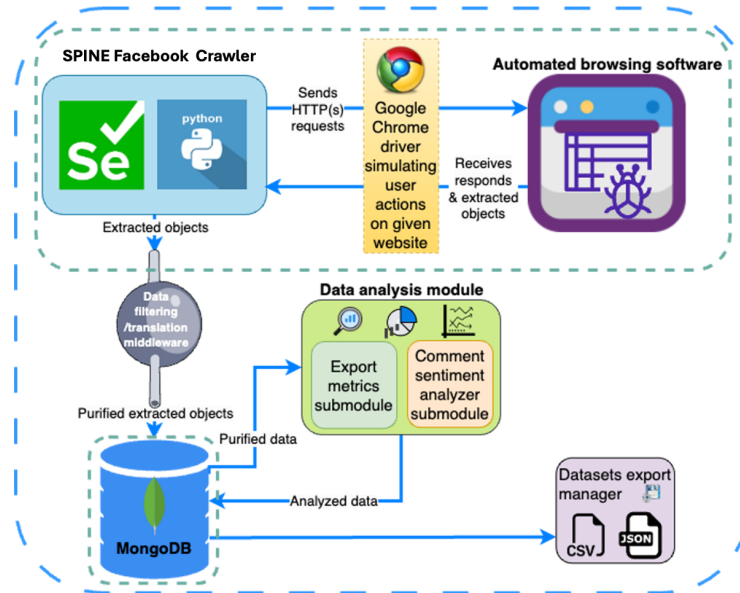 SPINE Facebook Crawler
Automated browsing software
Se
python
Sends
HTTP(s)
requests
Google
Chrome
driver
simulating
user
actions
on given
website
Receives
responds
& extracted
objects
Extracted objects
Data
filtering
/translation
middleware
Purified extracted objects
Data analysis module
Export
metrics
submodule
Comment
sentiment
analyzer
submodule
Purified data
Analyzed data
MongoDB
Datasets export
manager
CSV
JSON